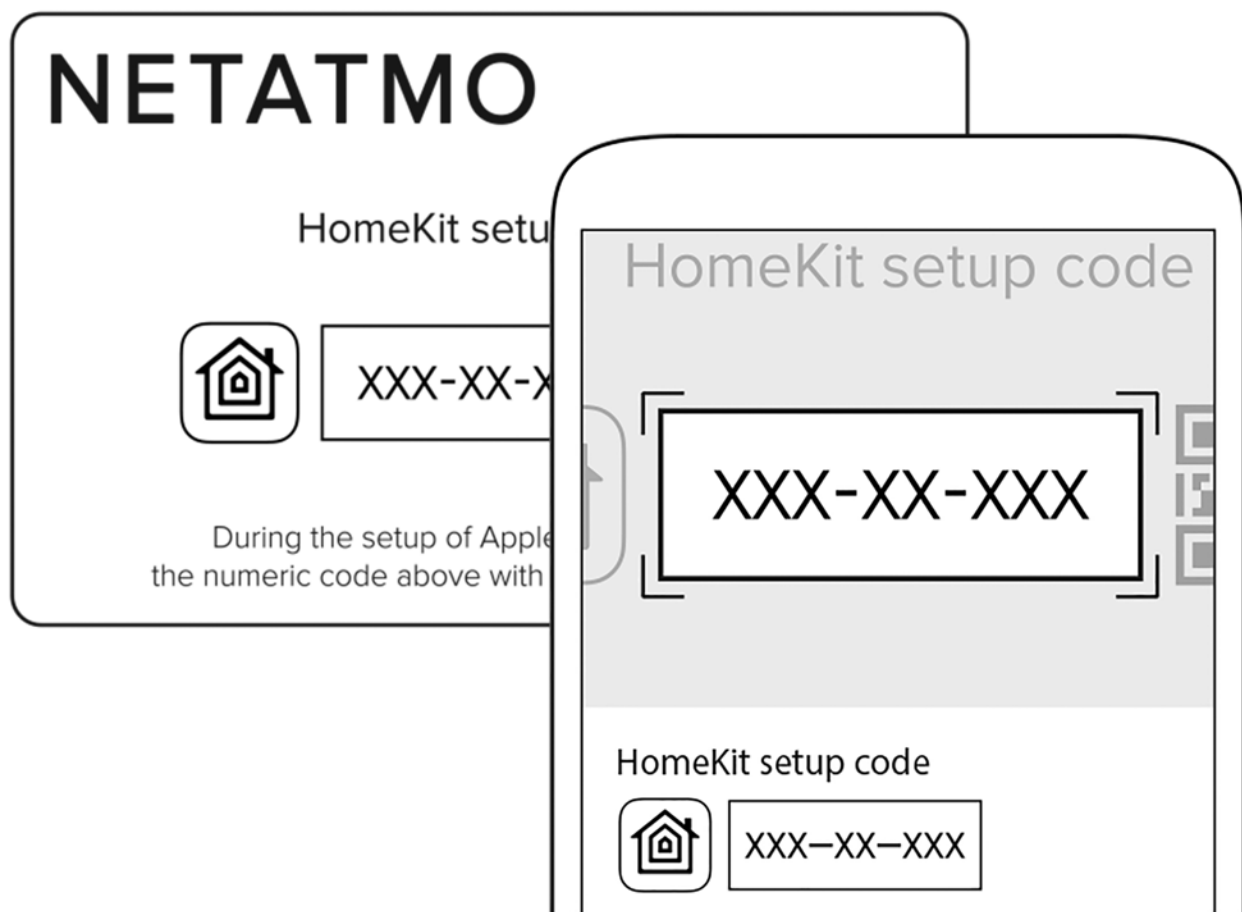 NETATMO
HomeKit setu
XXX-XX-X
During the setup of Apple
the numeric code above with
HomeKit setup code
XXX-XX-XXX
HomeKit setup code
XXX–XX–XXX